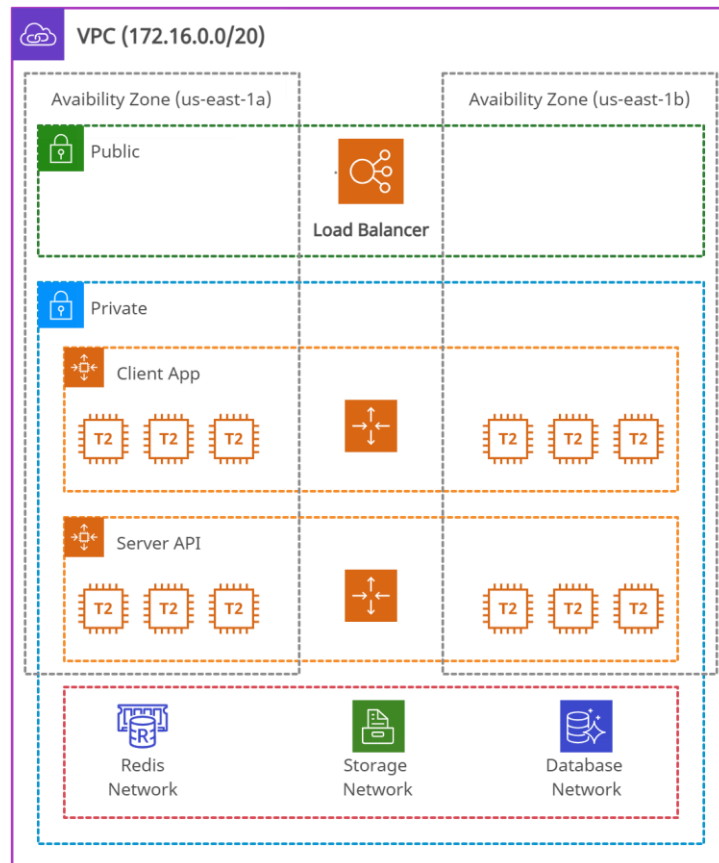 VPC (172.16.0.0/20)
Avaibility Zone (us-east-1a)
Avaibility Zone (us-east-1b)
Public
Load Balancer
Private
Client App
T2 T2 T2 T2 T2 T2
Server API
T2 T2 T2 T2 T2 T2
R
Redis
Network
Storage
Network
Database
Network